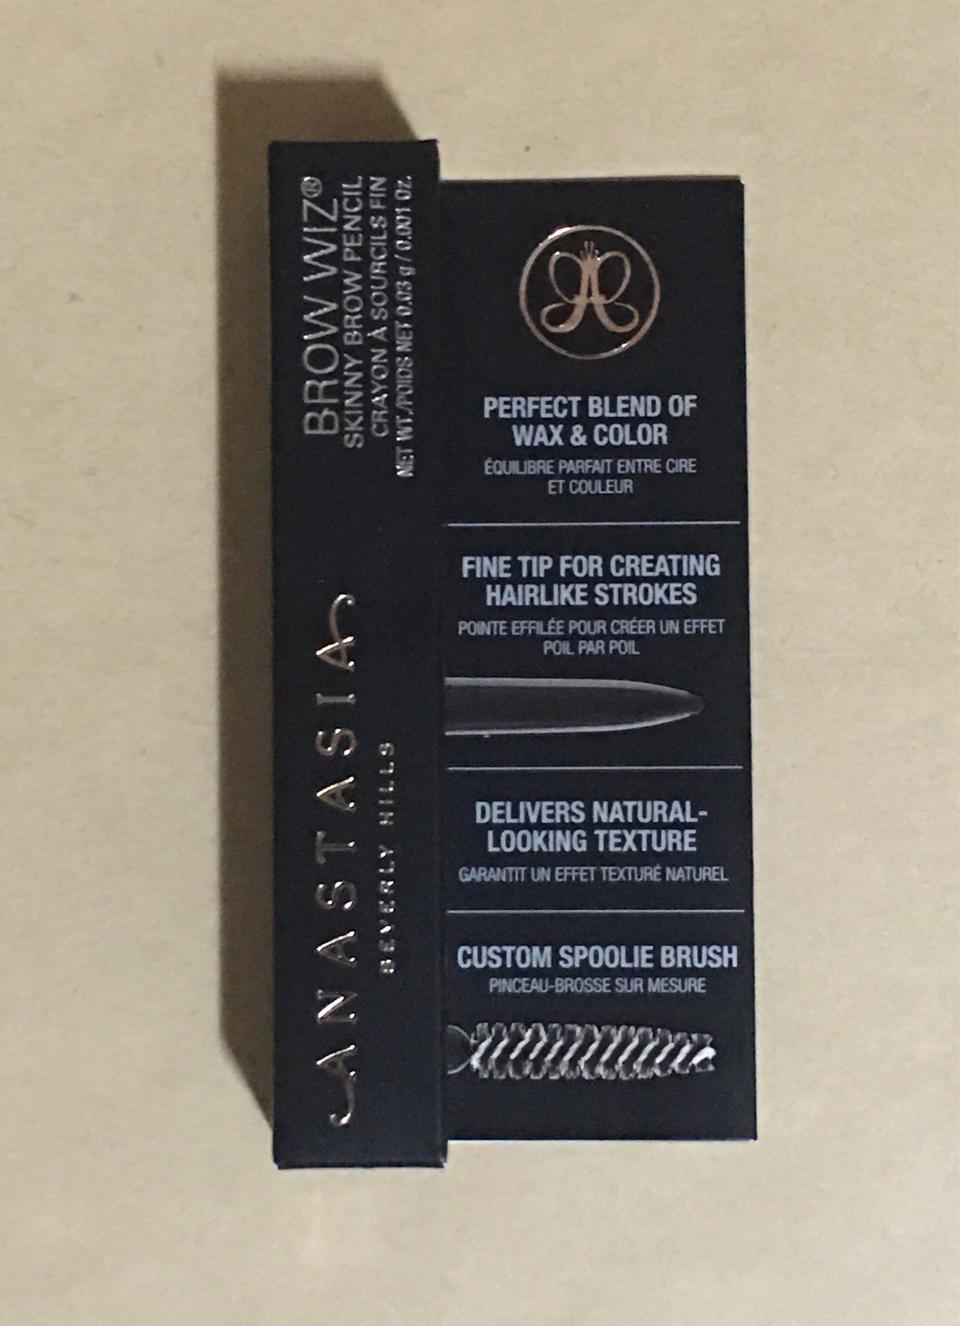 BROW WIZ®
SKINNY BROW PENCIL
CRAYON À SOURCILS FIN
NET WT./POIDS NET 0.03 g / 0.001 oz.
ANASTASIA
BEVERLY HILLS
PERFECT BLEND OF
WAX & COLOR
ÉQUILIBRE PARFAIT ENTRE CIRE
ET COULEUR
FINE TIP FOR CREATING
HAIRLIKE STROKES
POINTE EFFILÉE POUR CRÉER UN EFFET
POIL PAR POIL
DELIVERS NATURAL-
LOOKING TEXTURE
GARANTIT UN EFFET TEXTURÉ NATUREL
CUSTOM SPOOLIE BRUSH
PINCEAU-BROSSE SUR MESURE